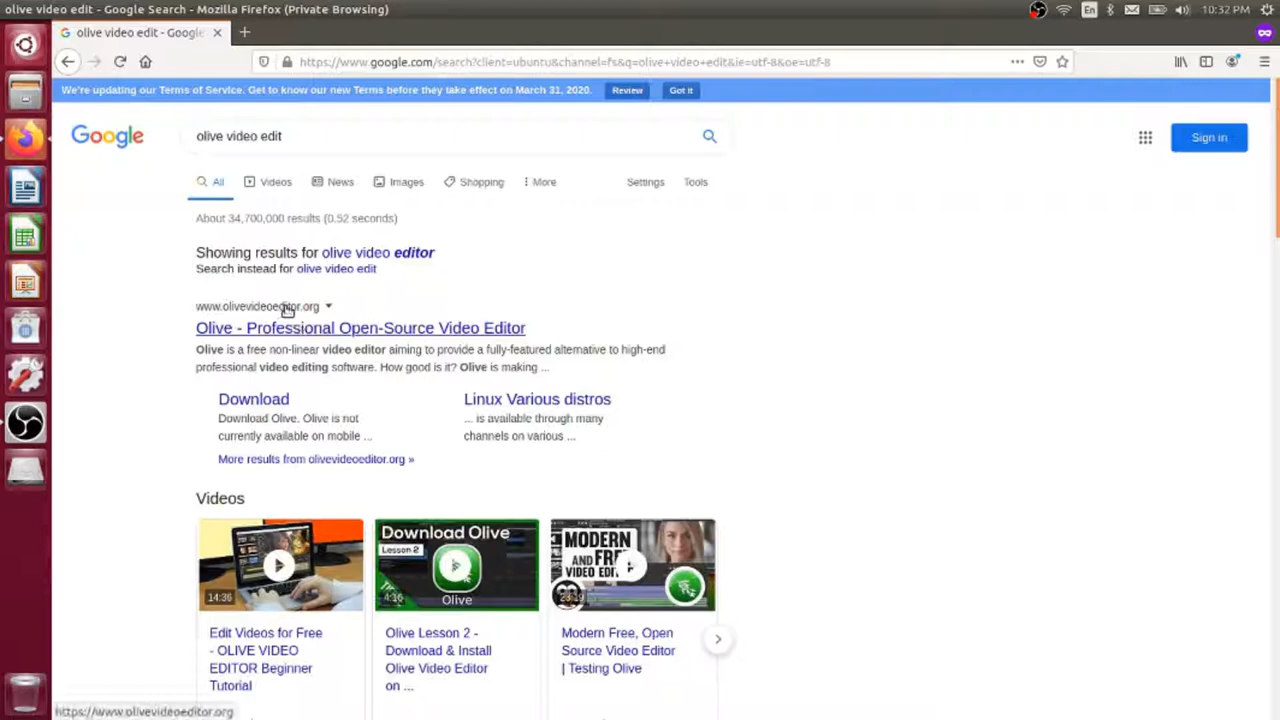 olive video edit - Google Search - Mozilla Firefox (Private Browsing)
En
10:32 PM
olive video edit - Google
https://www.google.com/search?client=ubuntu&channel=fs&q=olive+video+edit&ie=utf-8&oe=utf-8
We're updating our Terms of Service. Get to know our new Terms before they take effect on March 31, 2020.
Review
Got it
Google
olive video edit
Sign in
All
Videos
News
Images
Shopping
More
Settings
Tools
About 34,700,000 results (0.52 seconds)
Showing results for olive video editor
Search instead for olive video edit
www.olivevideoeditor.org
Olive - Professional Open-Source Video Editor
Olive is a free non-linear video editor aiming to provide a fully-featured alternative to high-end
professional video editing software. How good is it? Olive is making ...
Download
Download Olive. Olive is not
currently available on mobile ...
Linux Various distros
... is available through many
channels on various ...
More results from olivevideoeditor.org »
Videos
14:36
Download Olive
Lesson 2
4:16
Olive
MODERN
AND FREE
VIDEO EDIT
23:19
Edit Videos for Free
- OLIVE VIDEO
EDITOR Beginner
Tutorial
Olive Lesson 2 -
Download & Install
Olive Video Editor
on ...
Modern Free, Open
Source Video Editor
| Testing Olive
https://www.olivevideoeditor.org